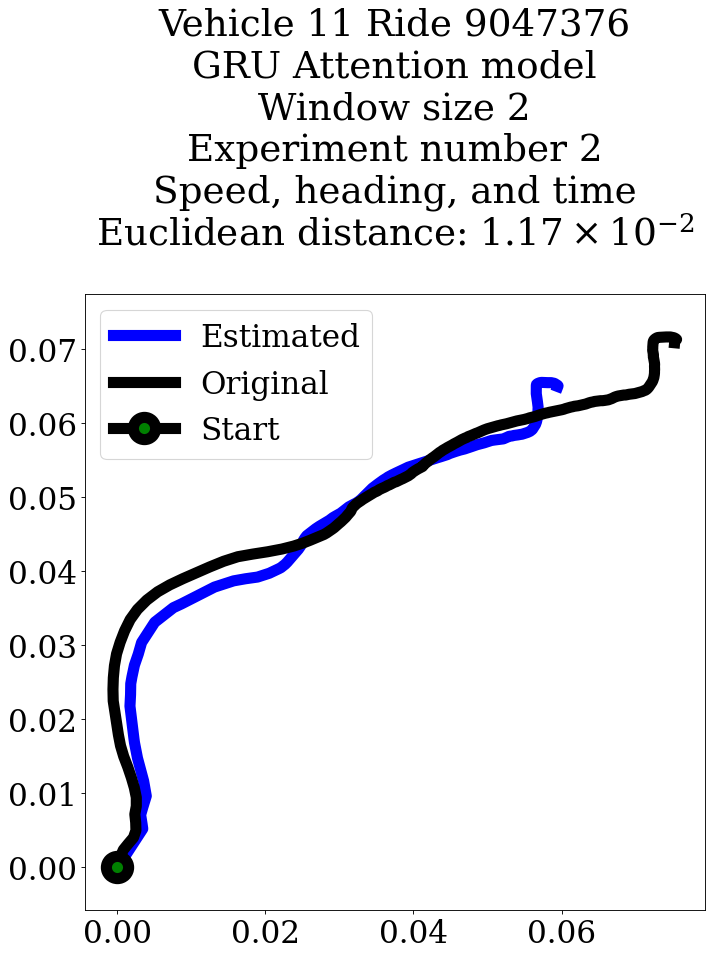 Vehicle 11 Ride 9047376
GRU Attention model
Window size 2
Experiment number 2
Speed, heading, and time
Euclidean distance: 1.17 × 10⁻²
Estimated
Original
Start
0.07
0.06
0.05
0.04
0.03
0.02
0.01
0.00
0.00 0.02 0.04 0.06